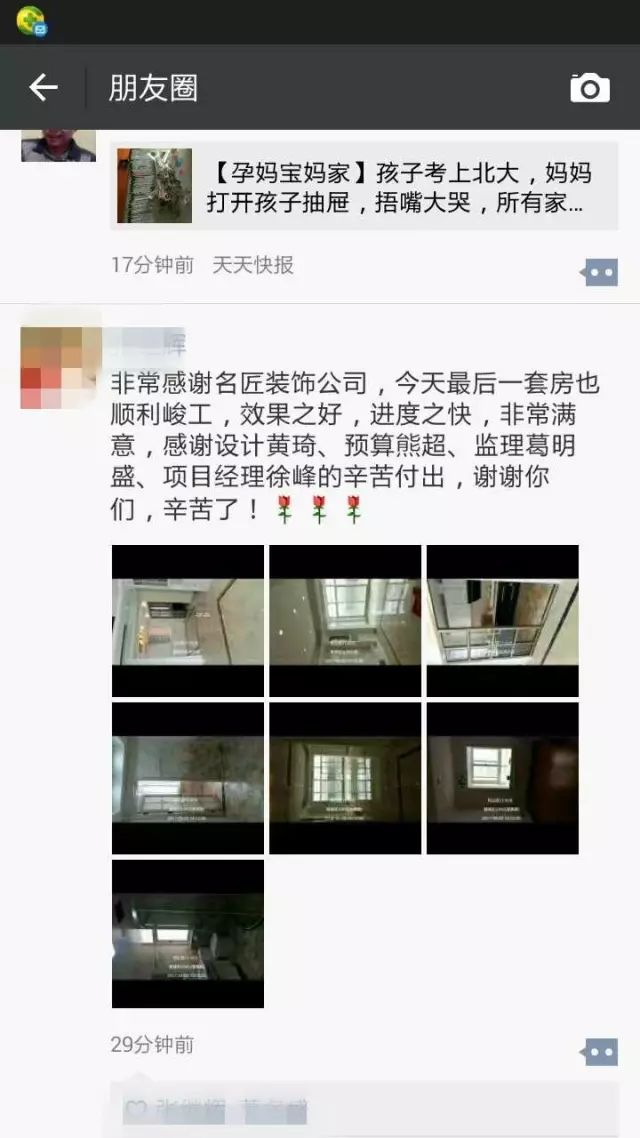 朋友圈
【孕妈宝妈家】孩子考上北大，妈妈
打开孩子抽屉，捂嘴大哭，所有家...
17分钟前 天天快报
非常感谢名匠装饰公司，今天最后一套房也
顺利峻工，效果之好，进度之快，非常满
意，感谢设计黄琦、预算熊超、监理葛明
盛、项目经理徐峰的辛苦付出，谢谢你
们，辛苦了！🌹🌹🌹
29分钟前